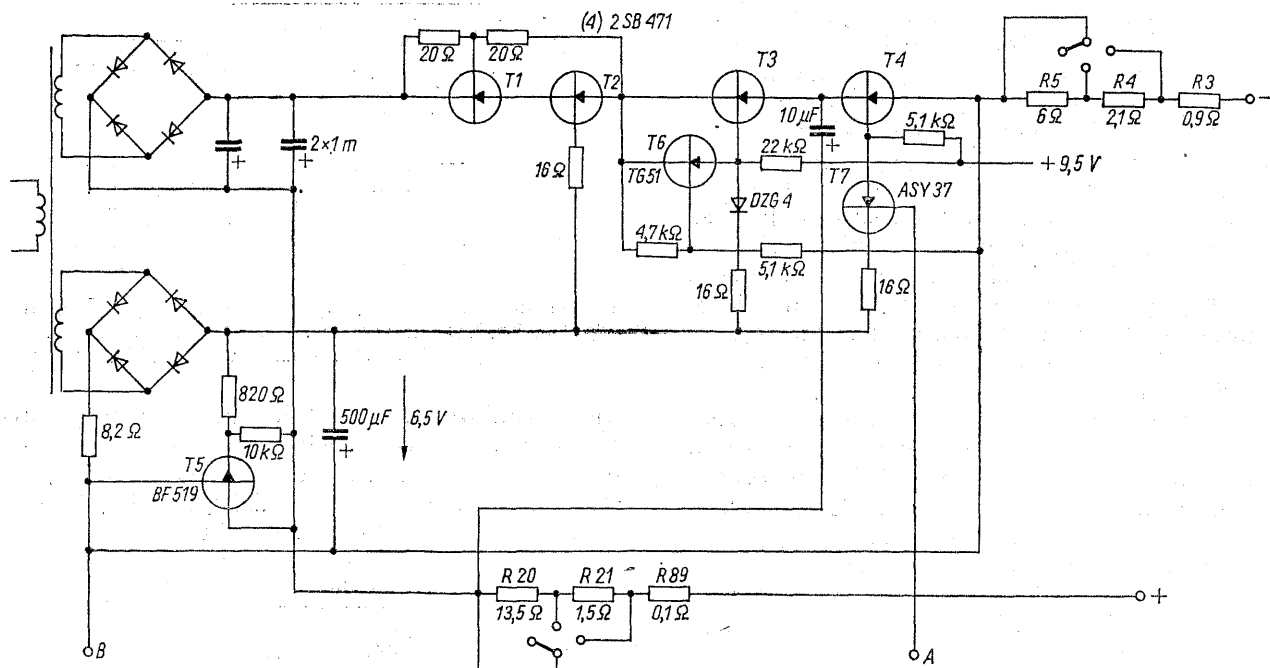 (4) 2 SB 471
20 Ω
20 Ω
T1
T2
T3
T4
R5
6 Ω
R4
2,1 Ω
R3
0,9 Ω
−
2×1 m
+
+
10 µF
+
5,1 kΩ
T6
TG51
22 kΩ
+ 9,5 V
16 Ω
T7
ASY 37
DZG 4
4,7 kΩ
5,1 kΩ
16 Ω
16 Ω
820 Ω
8,2 Ω
10 kΩ
500 µF
+
6,5 V
T5
BF 519
R 20
13,5 Ω
R 21
1,5 Ω
R 89
0,1 Ω
+
B
A